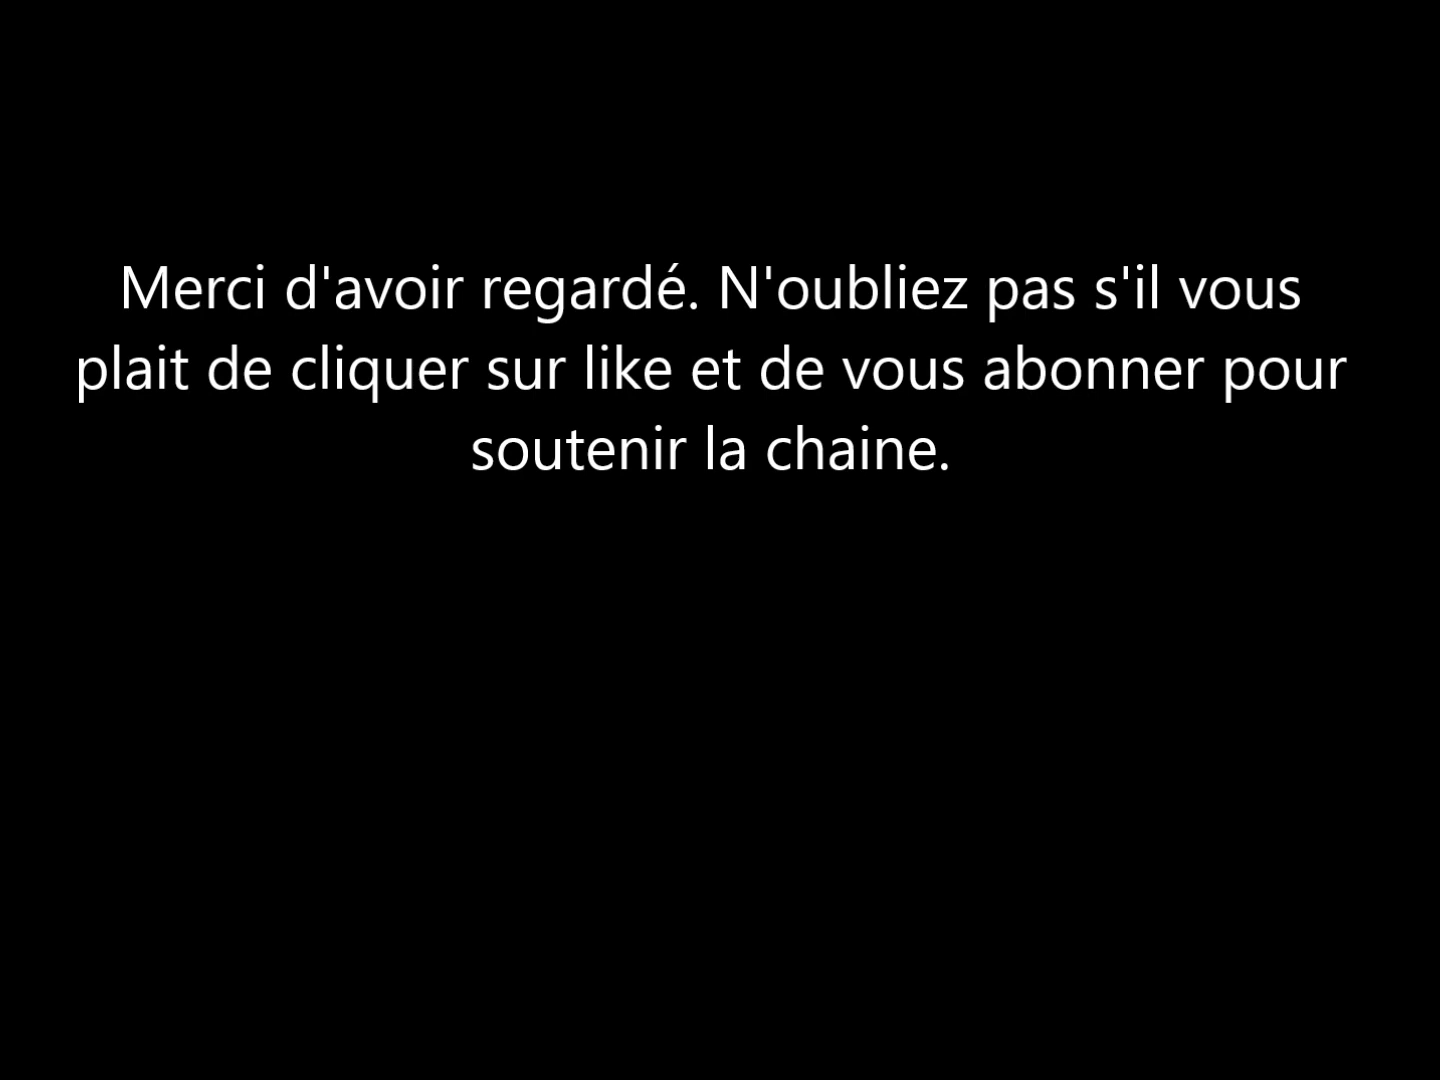 Merci d'avoir regardé. N'oubliez pas s'il vous
plait de cliquer sur like et de vous abonner pour
soutenir la chaine.